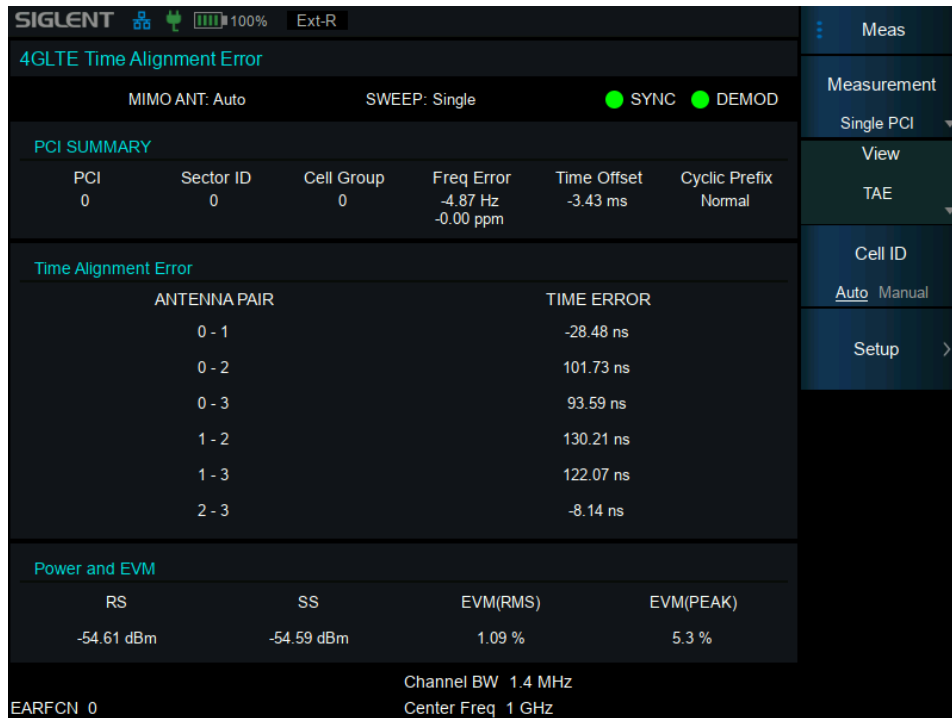 SIGLENT 100% Ext-R
4GLTE Time Alignment Error
MIMO ANT: Auto SWEEP: Single SYNC DEMOD
PCI SUMMARY
PCI Sector ID Cell Group Freq Error Time Offset Cyclic Prefix
0 0 0 -4.87 Hz -3.43 ms Normal
-0.00 ppm
Time Alignment Error
ANTENNA PAIR TIME ERROR
0 - 1 -28.48 ns
0 - 2 101.73 ns
0 - 3 93.59 ns
1 - 2 130.21 ns
1 - 3 122.07 ns
2 - 3 -8.14 ns
Power and EVM
RS SS EVM(RMS) EVM(PEAK)
-54.61 dBm -54.59 dBm 1.09 % 5.3 %
Channel BW 1.4 MHz
EARFCN 0 Center Freq 1 GHz
Meas
Measurement
Single PCI
View
TAE
Cell ID
Auto Manual
Setup